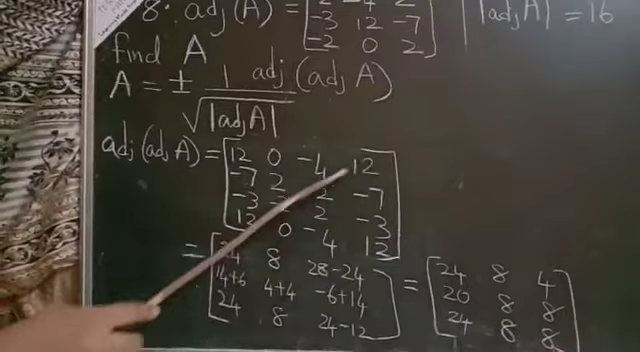 8. adj(A) = [2 -4 2
-3 12 -7 |adj A| = 16
-2 0 2]
find A
A = ± 1/√|adj A| adj (adj A)
adj (adj A) = [12 0 -4 12
-7 2 2 -7
-3 2 -3
12 0 -4 12]
= [24 8 28-24
14+6 4+4 -6+14
24 8 24-12]
= [24 8 4
20 8 8
24 8 8]